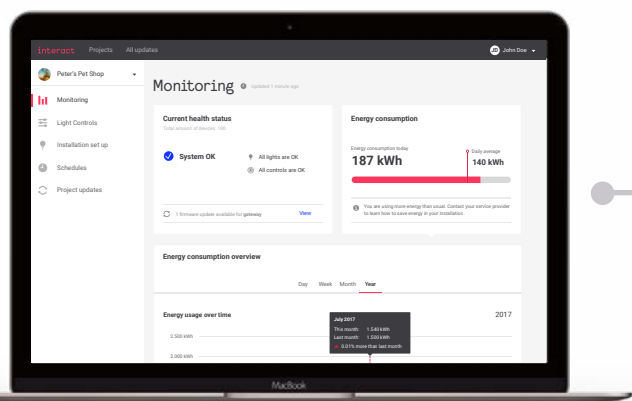 interact Projects All updates JD John Doe
Peter's Pet Shop
Monitoring
Light Controls
Installation set up
Schedules
Project updates
Monitoring Updated 1 minute ago
Current health status
Total amount of devices: 180
System OK
All lights are OK
All controls are OK
1 firmware update available for gateway View
Energy consumption
Energy consumption today
187 kWh
Daily average
140 kWh
You are using more energy than usual. Contact your service provider
to learn how to save energy in your installation.
Energy consumption overview
Day Week Month Year
Energy usage over time 2017
2.500 kWh
2.000 kWh
July 2017
This month: 1.540 kWh
Last month: 1.500 kWh
0.01% more than last month
MacBook